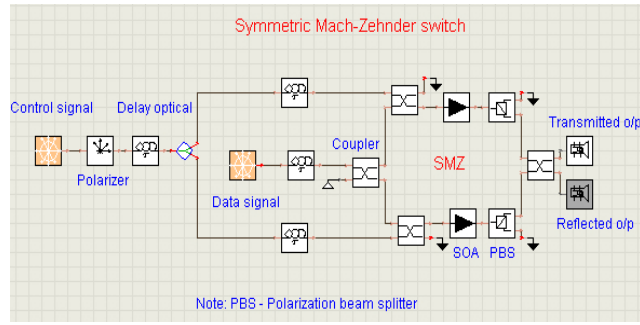 Symmetric Mach-Zehnder switch
Control signal
Delay optical
Polarizer
Data signal
Coupler
SMZ
Transmitted o/p
Reflected o/p
SOA
PBS
Note: PBS - Polarization beam splitter